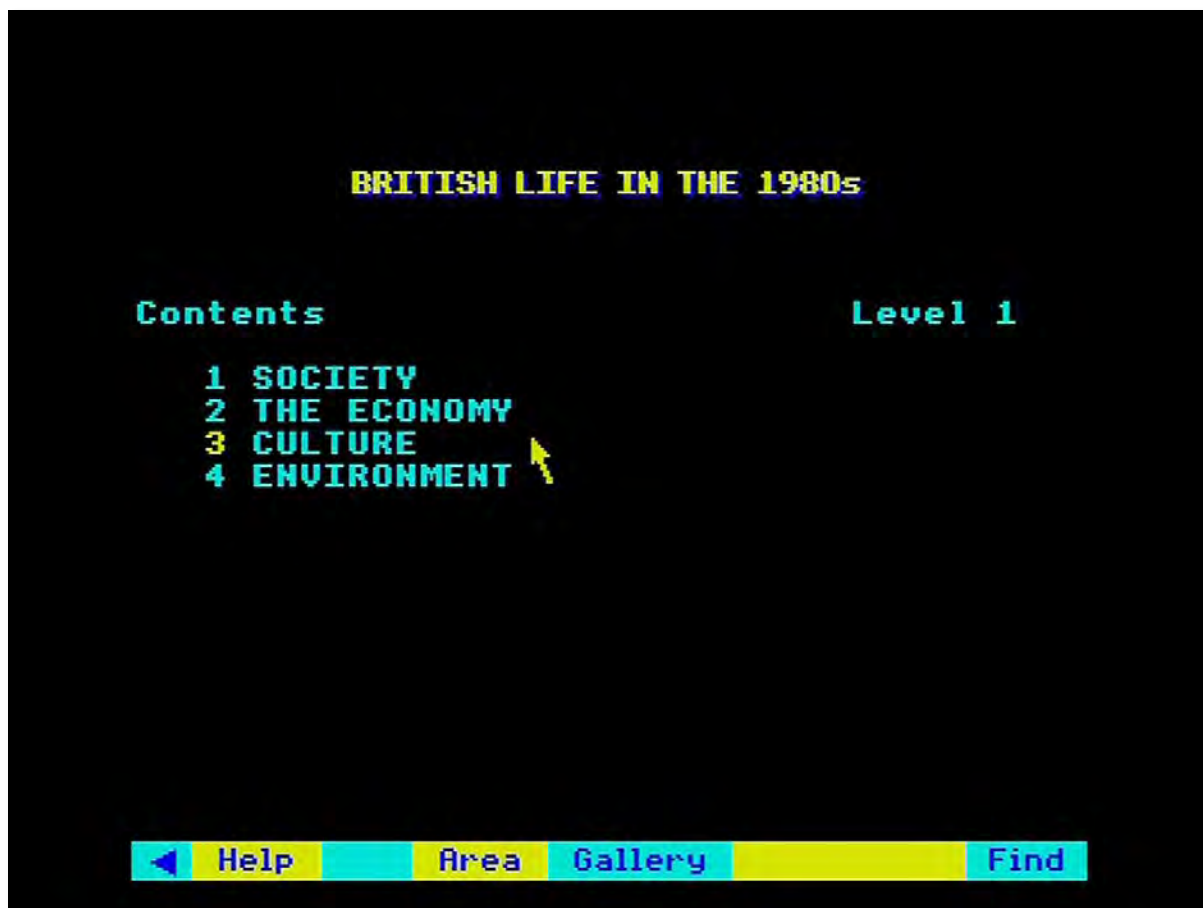 BRITISH LIFE IN THE 1980s
Contents Level 1
1 SOCIETY
2 THE ECONOMY
3 CULTURE
4 ENVIRONMENT
Help Area Gallery Find